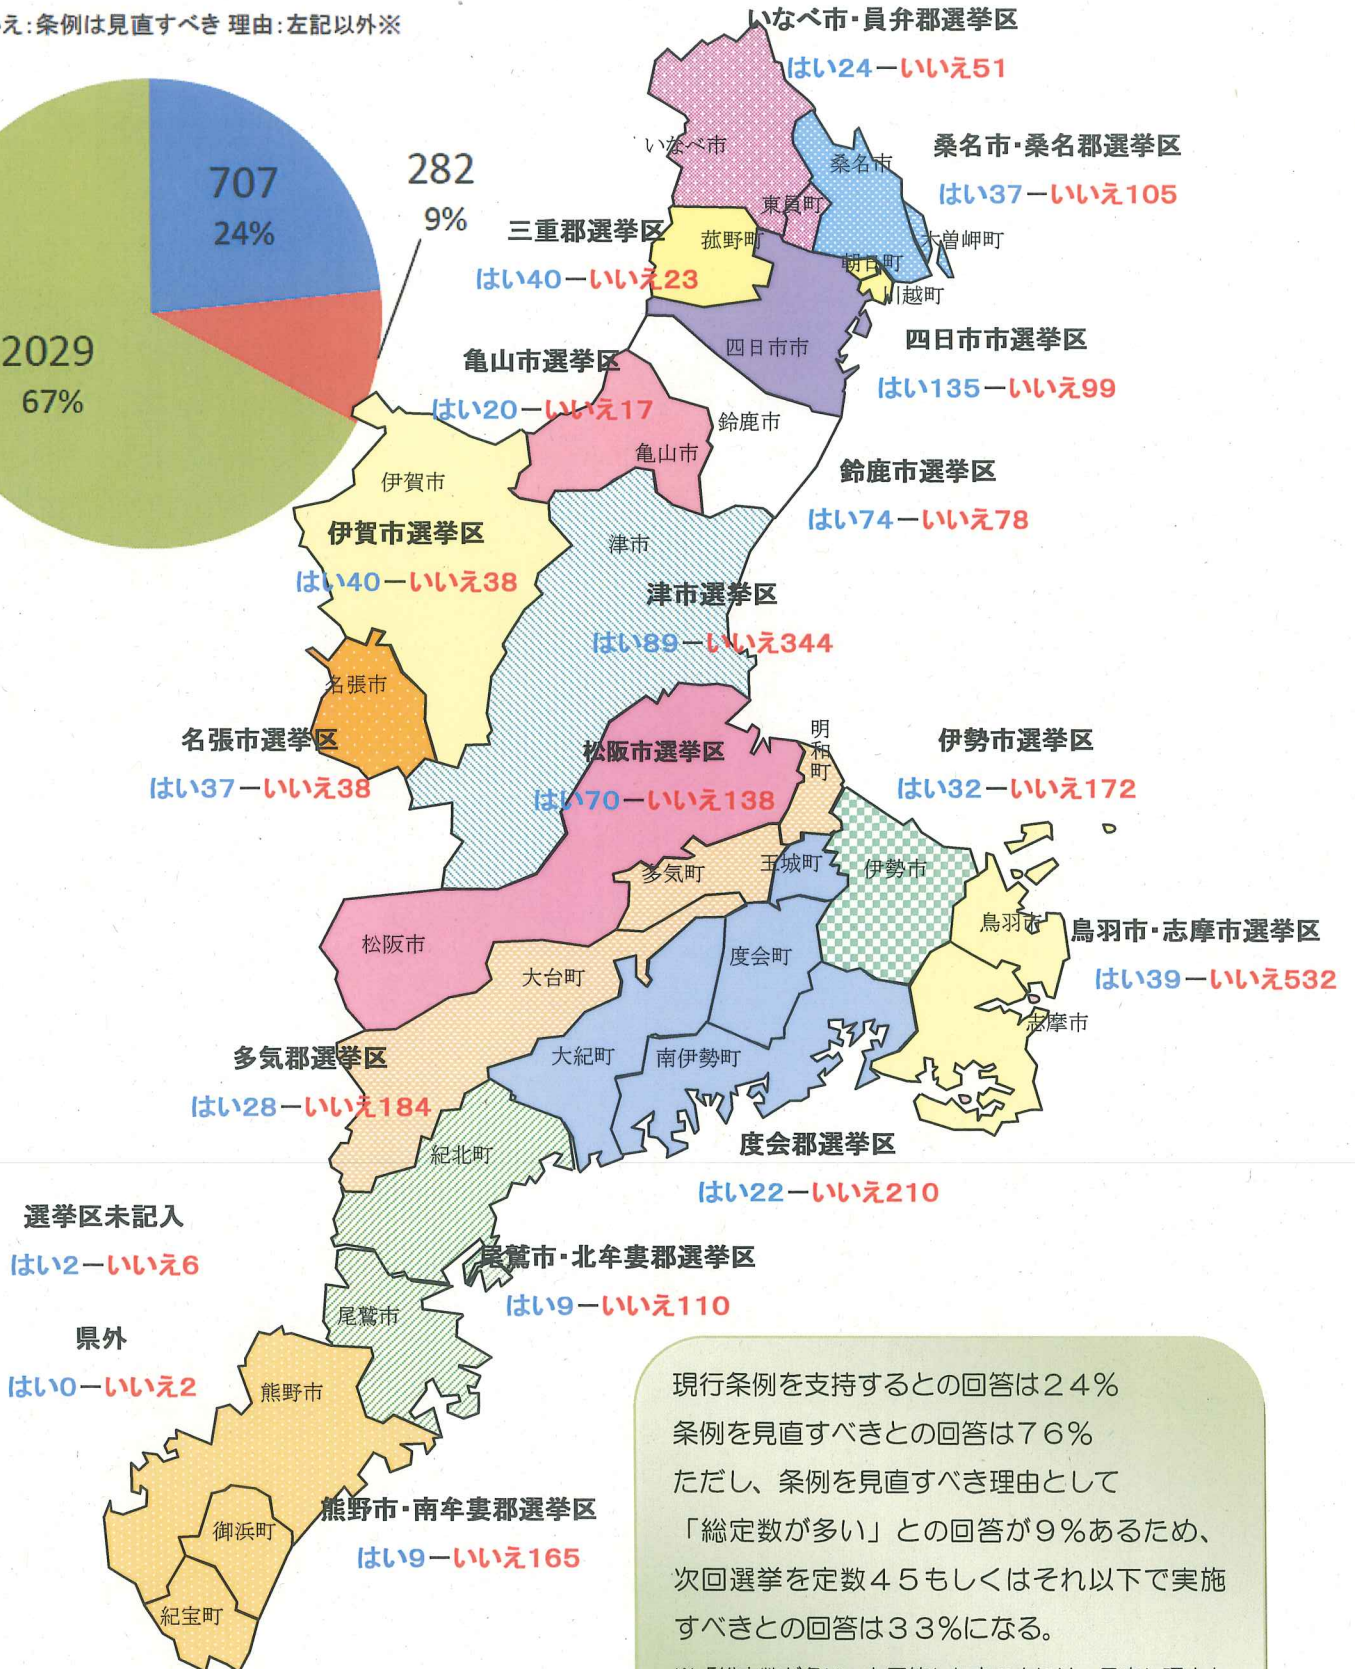 え：条例は見直すべき 理由：左記以外※
707
24%
282
9%
2029
67%
いなべ市・員弁郡選挙区
はい24－いいえ51
いなべ市
桑名市
桑名市・桑名郡選挙区
はい37－いいえ105
東員町
三重郡選挙区
菰野町
木曽岬町
はい40－いいえ23
朝日町
川越町
四日市市
四日市市選挙区
はい135－いいえ99
亀山市選挙区
はい20－いいえ17
鈴鹿市
亀山市
鈴鹿市選挙区
はい74－いいえ78
伊賀市
伊賀市選挙区
はい40－いいえ38
津市
津市選挙区
はい89－いいえ344
名張市
名張市選挙区
はい37－いいえ38
松阪市選挙区
はい70－いいえ138
明和町
伊勢市選挙区
はい32－いいえ172
多気町
玉城町
伊勢市
鳥羽市
鳥羽市・志摩市選挙区
はい39－いいえ532
松阪市
大台町
度会町
志摩市
多気郡選挙区
はい28－いいえ184
大紀町
南伊勢町
度会郡選挙区
はい22－いいえ210
紀北町
選挙区未記入
はい2－いいえ6
尾鷲市・北牟婁郡選挙区
はい9－いいえ110
尾鷲市
県外
はい0－いいえ2
熊野市
熊野市・南牟婁郡選挙区
はい9－いいえ165
御浜町
紀宝町
現行条例を支持するとの回答は２４％
条例を見直すべきとの回答は７６％
ただし、条例を見直すべき理由として
「総定数が多い」との回答が９％あるため、
次回選挙を定数４５もしくはそれ以下で実施
すべきとの回答は３３％になる。